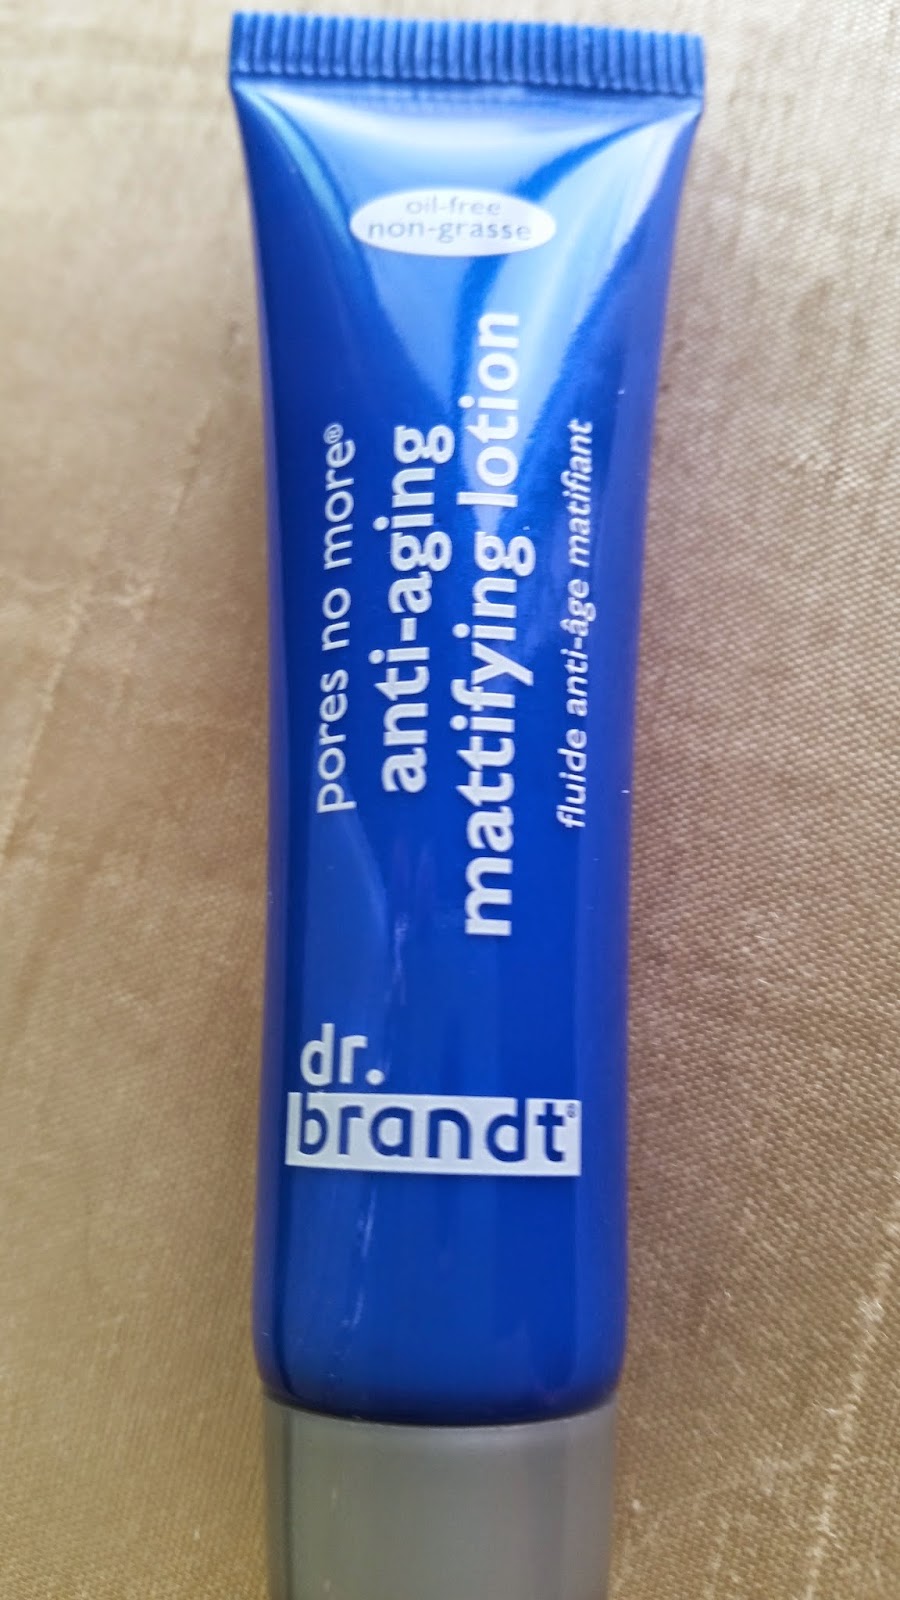 oil-free
non-grasse
pores no more®
anti-aging
mattifying lotion
fluide anti-âge matifiant
dr.
brandt®